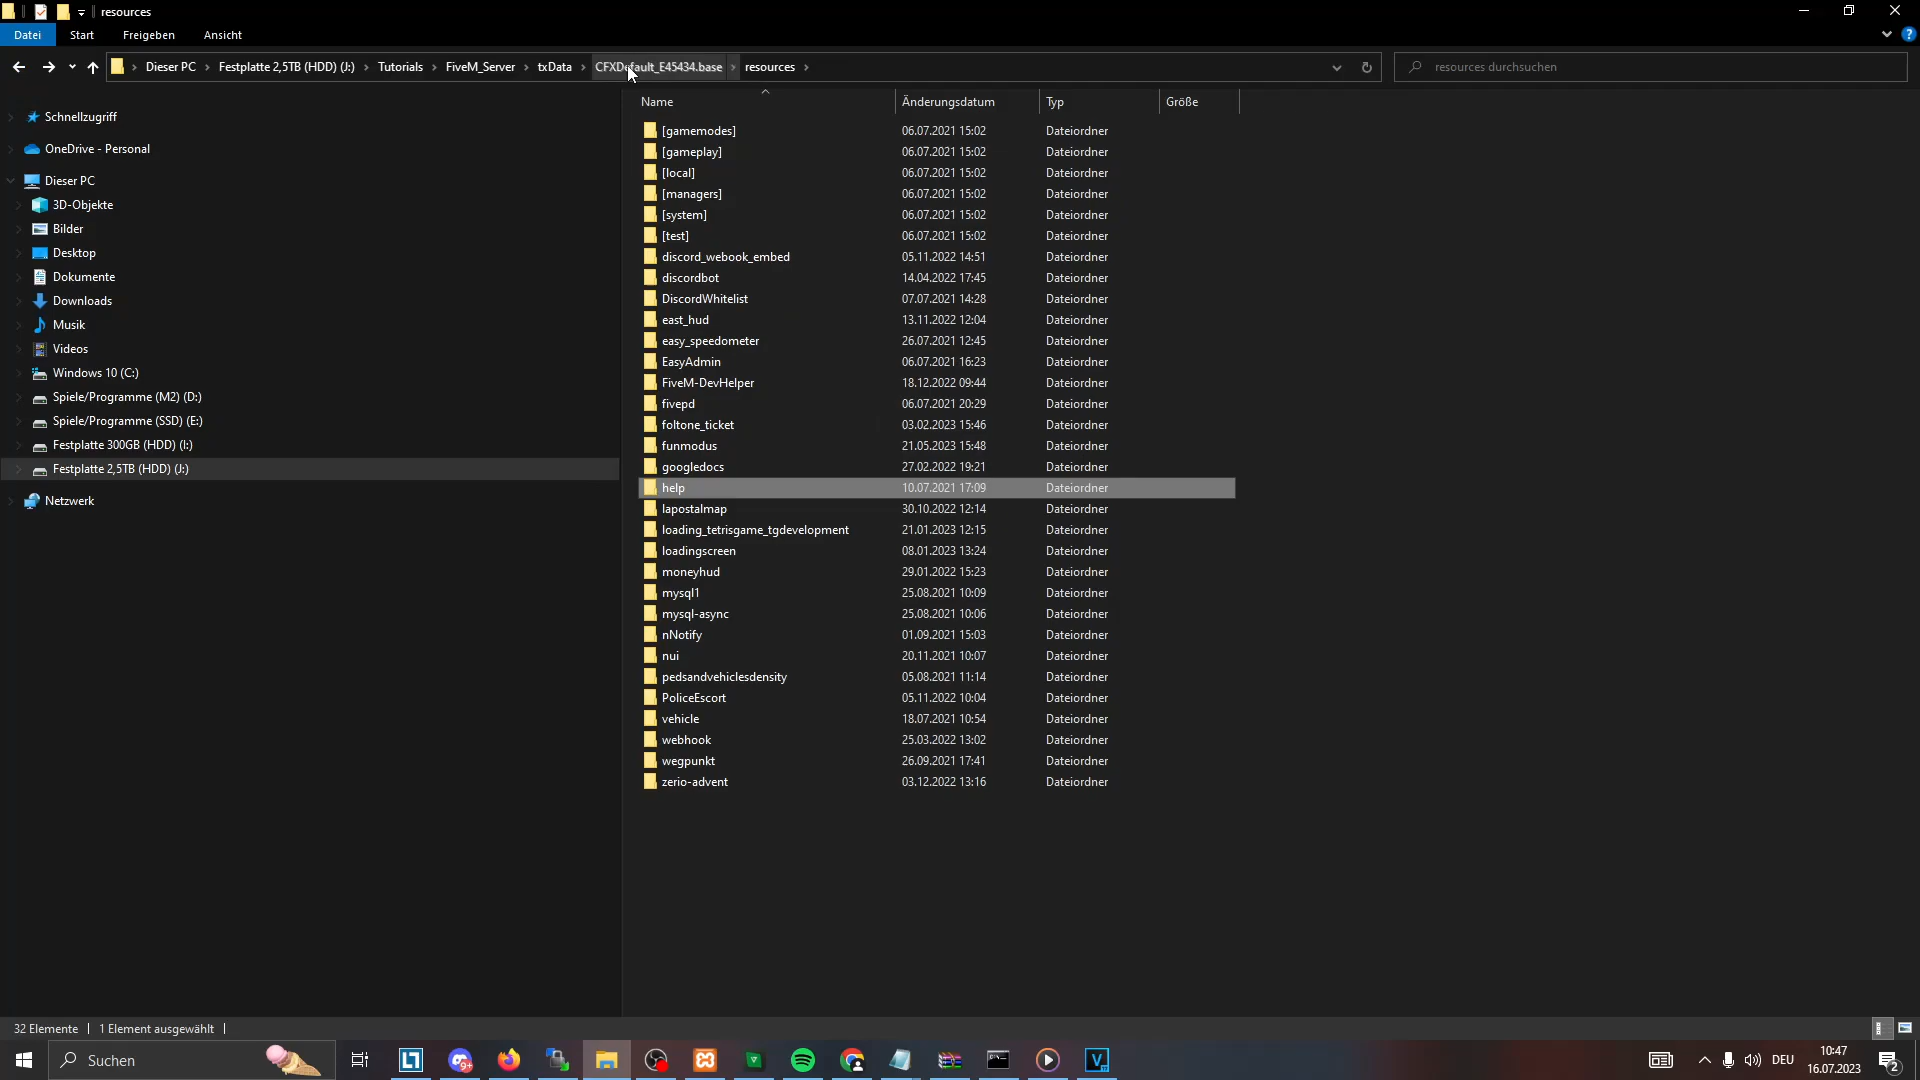 resources
Datei Start Freigeben Ansicht
Dieser PC Festplatte 2,5TB (HDD) (J:) Tutorials FiveM_Server txData CFXDefault_E45434.base resources
resources durchsuchen
Name Änderungsdatum Typ Größe
Schnellzugriff
OneDrive - Personal
Dieser PC
3D-Objekte
Bilder
Desktop
Dokumente
Downloads
Musik
Videos
Windows 10 (C:)
Spiele/Programme (M2) (D:)
Spiele/Programme (SSD) (E:)
Festplatte 300GB (HDD) (I:)
Festplatte 2,5TB (HDD) (J:)
Netzwerk
[gamemodes] 06.07.2021 15:02 Dateiordner
[gameplay] 06.07.2021 15:02 Dateiordner
[local] 06.07.2021 15:02 Dateiordner
[managers] 06.07.2021 15:02 Dateiordner
[system] 06.07.2021 15:02 Dateiordner
[test] 06.07.2021 15:02 Dateiordner
discord_webook_embed 05.11.2022 14:51 Dateiordner
discordbot 14.04.2022 17:45 Dateiordner
DiscordWhitelist 07.07.2021 14:28 Dateiordner
east_hud 13.11.2022 12:04 Dateiordner
easy_speedometer 26.07.2021 12:45 Dateiordner
EasyAdmin 06.07.2021 16:23 Dateiordner
FiveM-DevHelper 18.12.2022 09:44 Dateiordner
fivepd 06.07.2021 20:29 Dateiordner
foltone_ticket 03.02.2023 15:46 Dateiordner
funmodus 21.05.2023 15:48 Dateiordner
googledocs 27.02.2022 19:21 Dateiordner
help 10.07.2021 17:09 Dateiordner
lapostalmap 30.10.2022 12:14 Dateiordner
loading_tetrisgame_tgdevelopment 21.01.2023 12:15 Dateiordner
loadingscreen 08.01.2023 13:24 Dateiordner
moneyhud 29.01.2022 15:23 Dateiordner
mysql1 25.08.2021 10:09 Dateiordner
mysql-async 25.08.2021 10:06 Dateiordner
nNotify 01.09.2021 15:03 Dateiordner
nui 20.11.2021 10:07 Dateiordner
pedsandvehiclesdensity 05.08.2021 11:14 Dateiordner
PoliceEscort 05.11.2022 10:04 Dateiordner
vehicle 18.07.2021 10:54 Dateiordner
webhook 25.03.2022 13:02 Dateiordner
wegpunkt 26.09.2021 17:41 Dateiordner
zerio-advent 03.12.2022 13:16 Dateiordner
32 Elemente 1 Element ausgewählt
Suchen
9+
DEU
10:47
16.07.2023
2